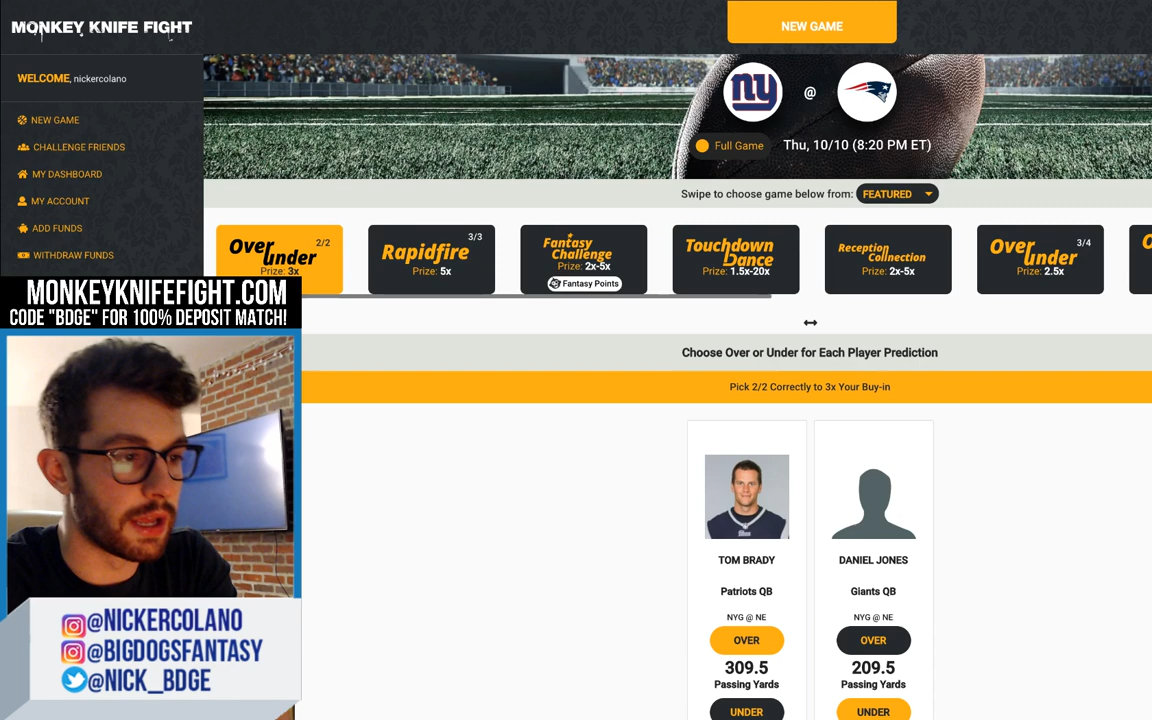 MONKEY KNIFE FIGHT
NEW GAME
WELCOME, nickercolano
NEW GAME
CHALLENGE FRIENDS
MY DASHBOARD
MY ACCOUNT
ADD FUNDS
WITHDRAW FUNDS
ny @
Full Game Thu, 10/10 (8:20 PM ET)
Swipe to choose game below from: FEATURED
Over Under 2/2
Prize: 3x
Rapidfire 3/3
Prize: 5x
Fantasy Challenge
Prize: 2x-5x
Fantasy Points
Touchdown Dance
Prize: 1.5x-20x
Reception Connection
Prize: 2x-5x
Over Under 3/4
Prize: 2.5x
O
MONKEYKNIFEFIGHT.COM
CODE "BDGE" FOR 100% DEPOSIT MATCH!
Choose Over or Under for Each Player Prediction
Pick 2/2 Correctly to 3x Your Buy-in
TOM BRADY
Patriots QB
NYG @ NE
OVER
309.5
Passing Yards
UNDER
DANIEL JONES
Giants QB
NYG @ NE
OVER
209.5
Passing Yards
UNDER
@NICKERCOLANO
@BIGDOGSFANTASY
@NICK_BDGE